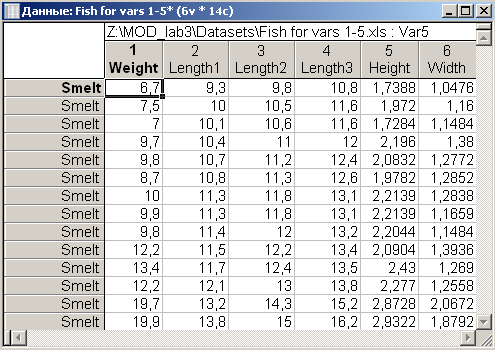 Данные: Fish for vars 1-5* (6v * 14c)
Z:\MOD_lab3\Datasets\Fish for vars 1-5.xls : Var5
1 2 3 4 5 6
Weight Length1 Length2 Length3 Height Width
Smelt 6,7 9,3 9,8 10,8 1,7388 1,0476
Smelt 7,5 10 10,5 11,6 1,972 1,16
Smelt 7 10,1 10,6 11,6 1,7284 1,1484
Smelt 9,7 10,4 11 12 2,196 1,38
Smelt 9,8 10,7 11,2 12,4 2,0832 1,2772
Smelt 8,7 10,8 11,3 12,6 1,9782 1,2852
Smelt 10 11,3 11,8 13,1 2,2139 1,2838
Smelt 9,9 11,3 11,8 13,1 2,2139 1,1659
Smelt 9,8 11,4 12 13,2 2,2044 1,1484
Smelt 12,2 11,5 12,2 13,4 2,0904 1,3936
Smelt 13,4 11,7 12,4 13,5 2,43 1,269
Smelt 12,2 12,1 13 13,8 2,277 1,2558
Smelt 19,7 13,2 14,3 15,2 2,8728 2,0672
Smelt 19,9 13,8 15 16,2 2,9322 1,8792